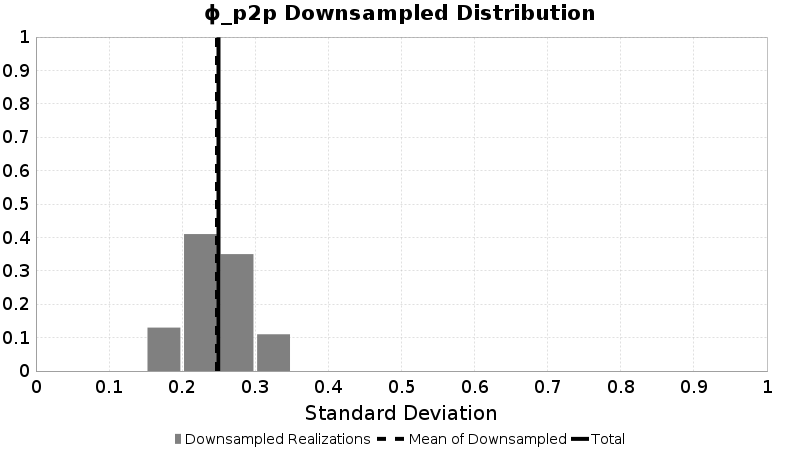 ϕ_p2p Downsampled Distribution
1
0.9
0.8
0.7
0.6
0.5
0.4
0.3
0.2
0.1
0
0 0.1 0.2 0.3 0.4 0.5 0.6 0.7 0.8 0.9 1
Standard Deviation
Downsampled Realizations Mean of Downsampled Total